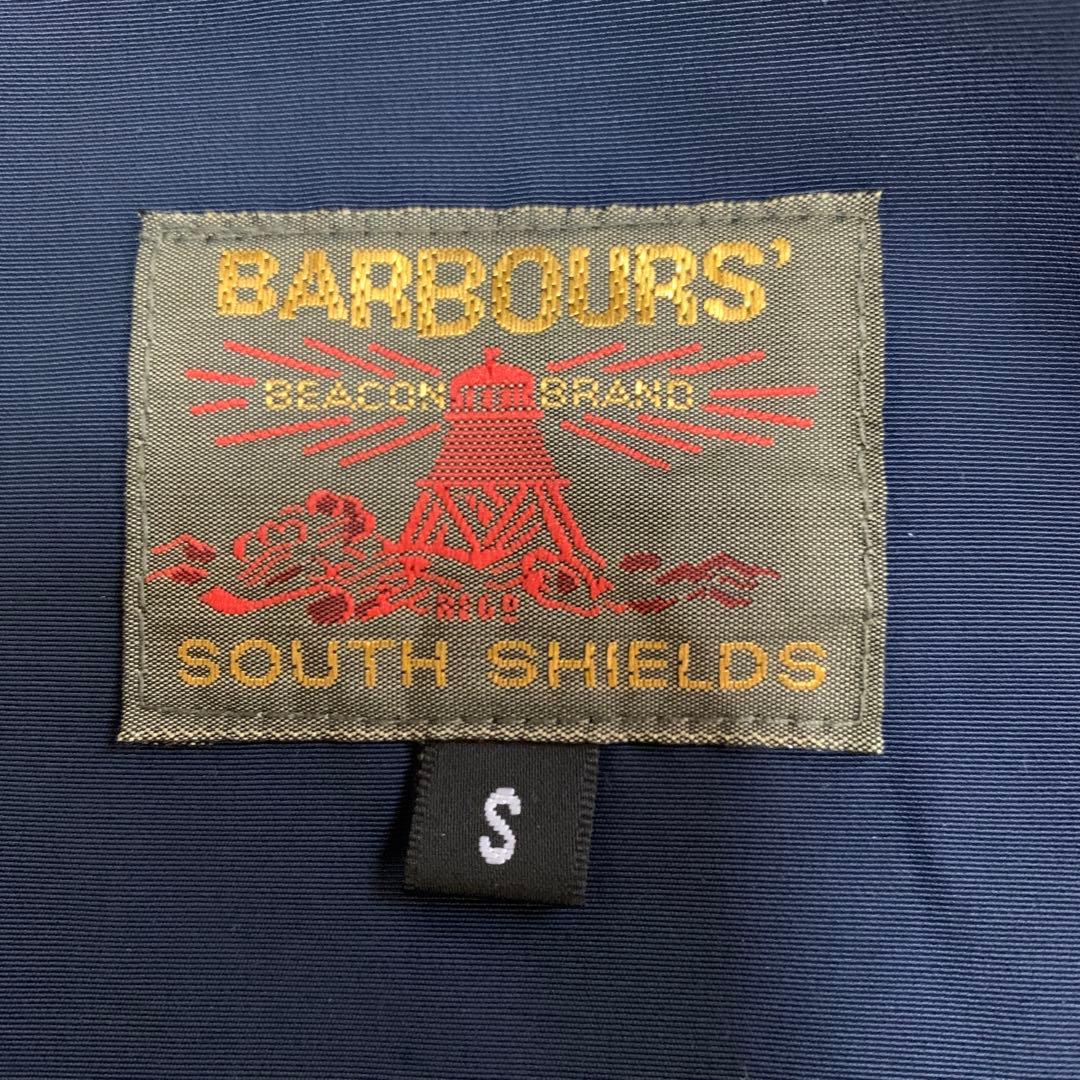 BARBOURS'
BEACON BRAND
REGD
SOUTH SHIELDS
S